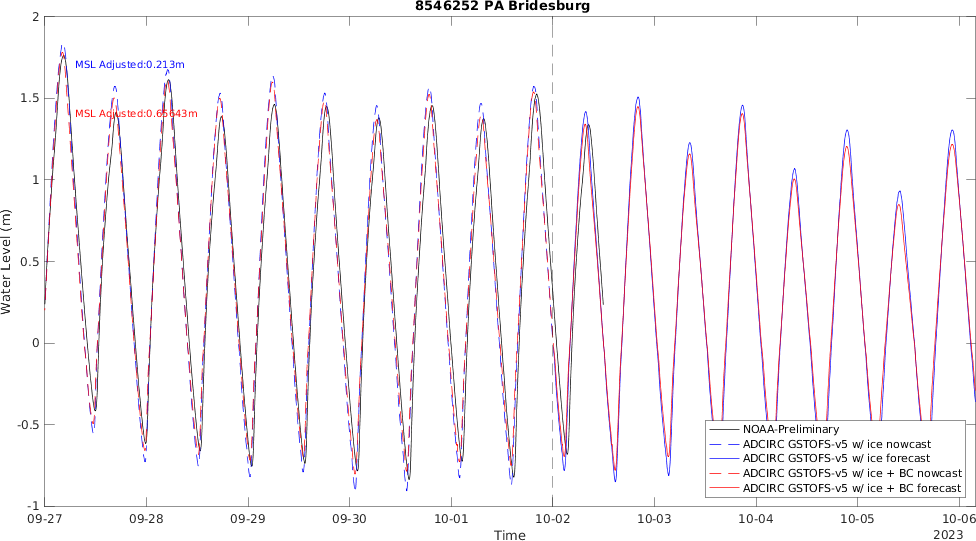 8546252 PA Bridesburg
2
1.5
1
0.5
0
-0.5
-1
Water Level (m)
MSL Adjusted:0.213m
MSL Adjusted:0.65643m
NOAA-Preliminary
ADCIRC GSTOFS-v5 w/ ice nowcast
ADCIRC GSTOFS-v5 w/ ice forecast
ADCIRC GSTOFS-v5 w/ ice + BC nowcast
ADCIRC GSTOFS-v5 w/ ice + BC forecast
09-27 09-28 09-29 09-30 10-01 10-02 10-03 10-04 10-05 10-06
2023
Time